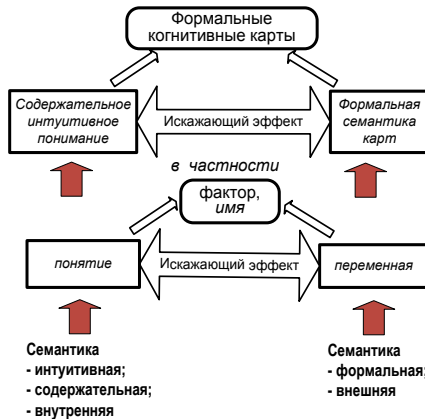 Формальные
когнитивные карты
Содержательное
интуитивное
понимание
Искажающий эффект
Формальная
семантика
карт
в частности
фактор,
имя
понятие
Искажающий эффект
переменная
Семантика
- интуитивная;
- содержательная;
- внутренняя
Семантика
- формальная;
- внешняя